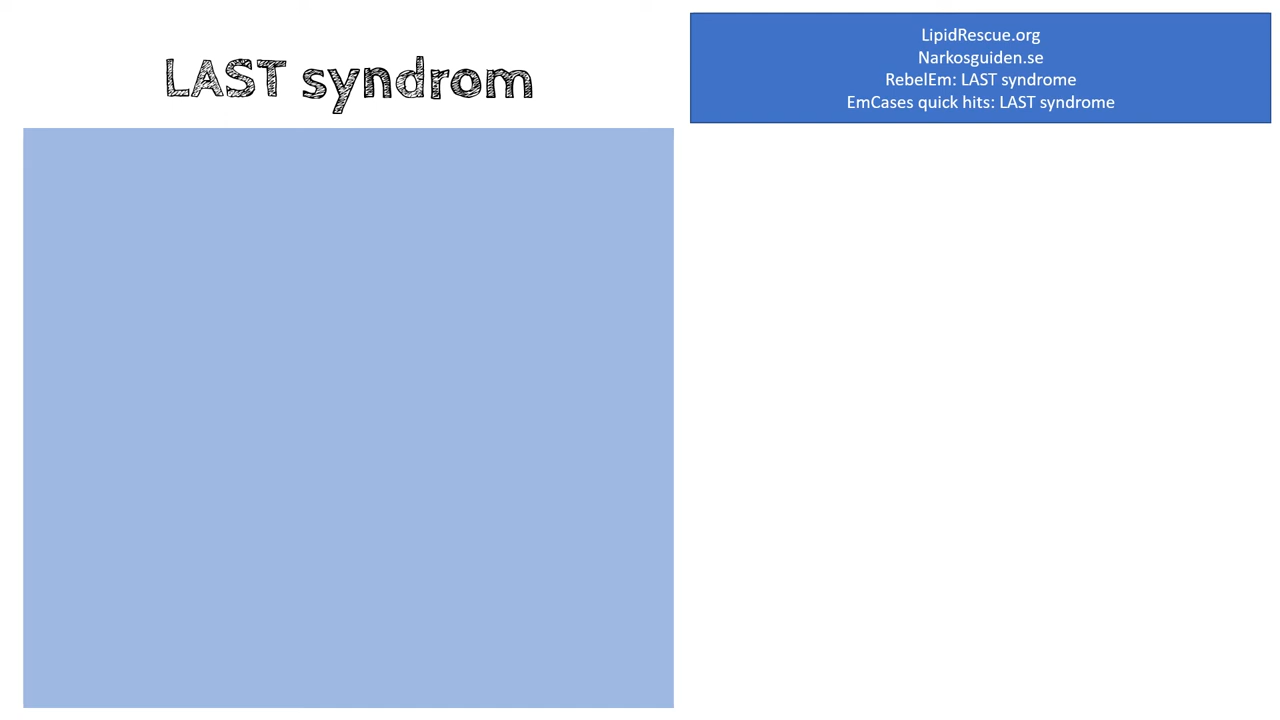 LAST syndrom
LipidRescue.org
Narkosguiden.se
RebelEm: LAST syndrome
EmCases quick hits: LAST syndrome